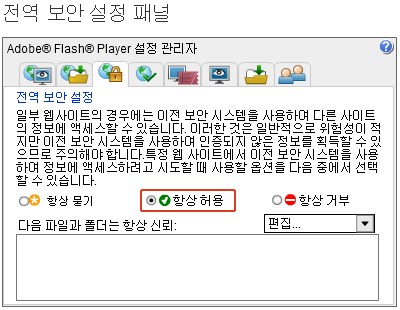 전역 보안 설정 패널
Adobe® Flash® Player 설정 관리자
?
전역 보안 설정
일부 웹사이트의 경우에는 이전 보안 시스템을 사용하여 다른 사이트
의 정보에 액세스할 수 있습니다. 이러한 것은 일반적으로 위험성이 적
지만 이전 보안 시스템을 사용하여 인증되지 않은 정보를 획득할 수 있
으므로 주의해야 합니다.특정 웹 사이트에서 이전 보안 시스템을 사용
하여 정보에 액세스하려고 시도할 때 사용할 옵션을 다음 중에서 선택
할 수 있습니다.
항상 묻기 항상 허용 항상 거부
다음 파일과 폴더는 항상 신뢰: 편집...